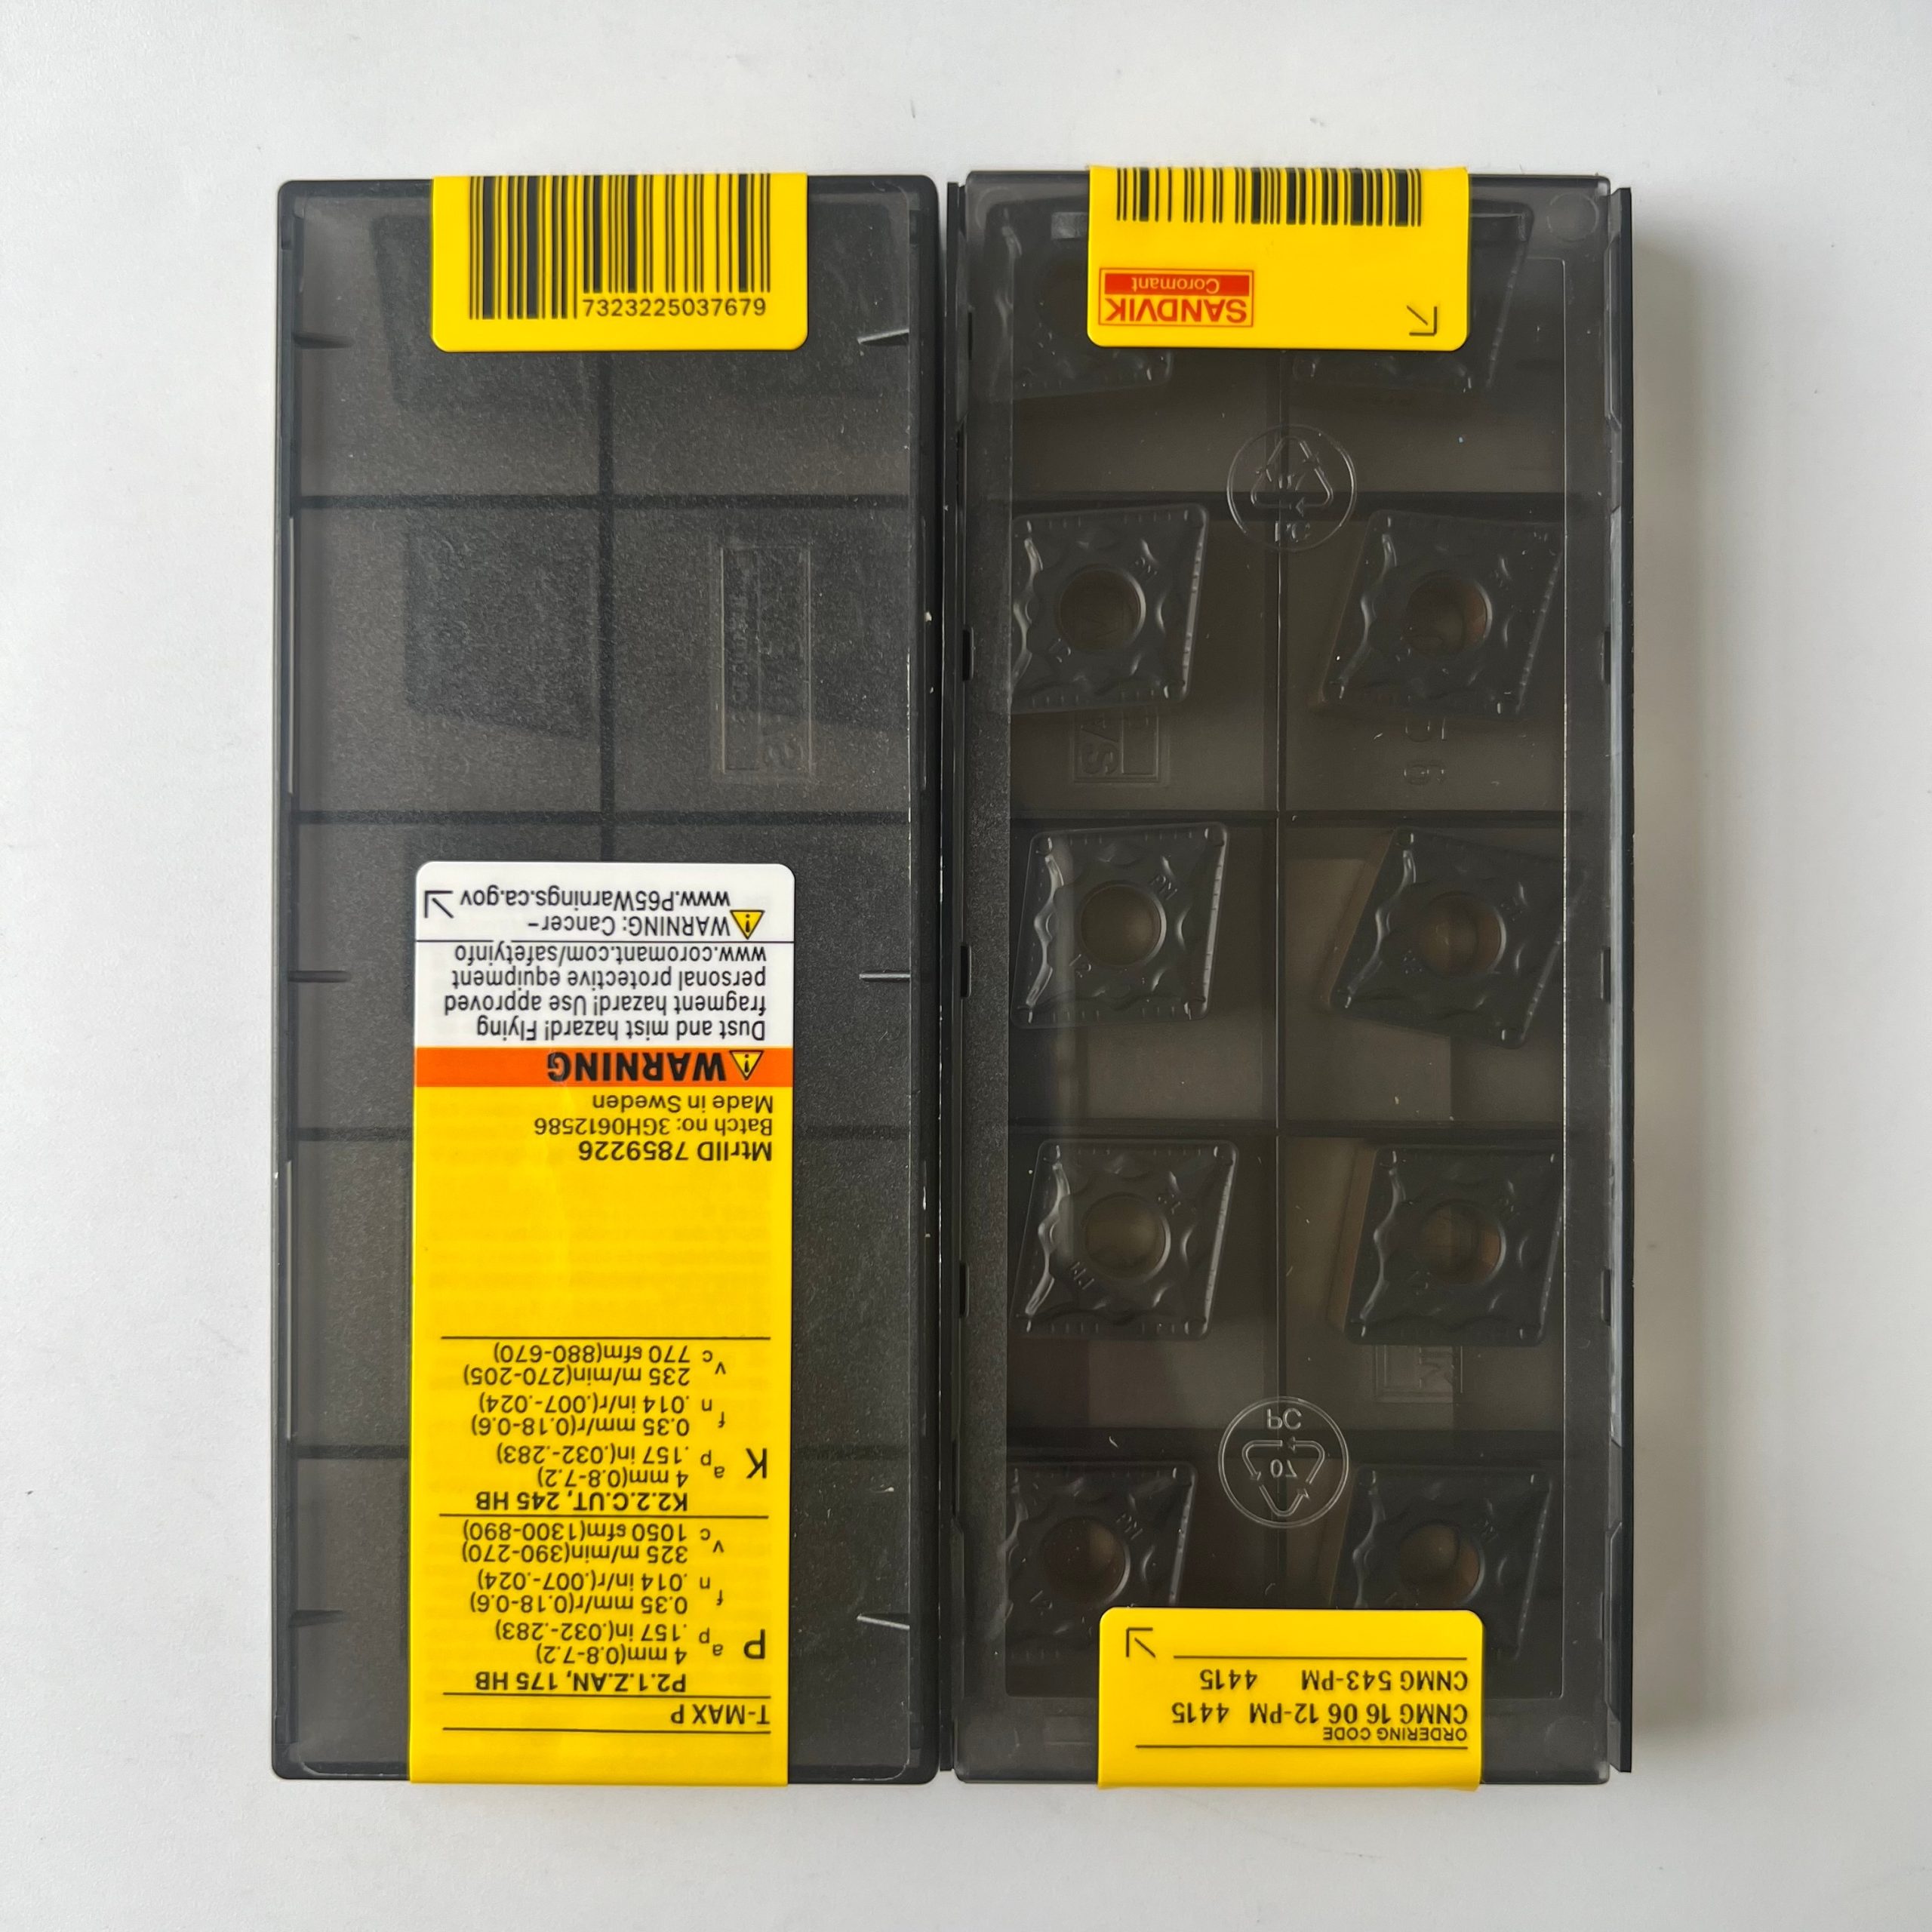 7323225037679
SANDVIK
Coromant
T-MAX P
P2.1.Z.AN, 175 HB
P
a p 4 mm(0.8-7.2)
.157 in(.032-.283)
f n 0.35 mm/r(0.18-0.6)
.014 in/r(.007-.024)
v c 325 m/min(390-270)
1050 sfm(1300-890)
K2.2.C.UT, 245 HB
K
a p 4 mm(0.8-7.2)
.157 in(.032-.283)
f n 0.35 mm/r(0.18-0.6)
.014 in/r(.007-.024)
v c 235 m/min(270-205)
770 sfm(880-670)
MtrlID 7859226
Batch no: 3GH0612586
Made in Sweden
WARNING
Dust and mist hazard! Flying
fragment hazard! Use approved
personal protective equipment
www.coromant.com/safetyinfo
WARNING: Cancer-
www.P65Warnings.ca.gov
ORDERING CODE
CNMG 16 06 12-PM 4415
CNMG 543-PM 4415
PC
07
PM
PM
PM